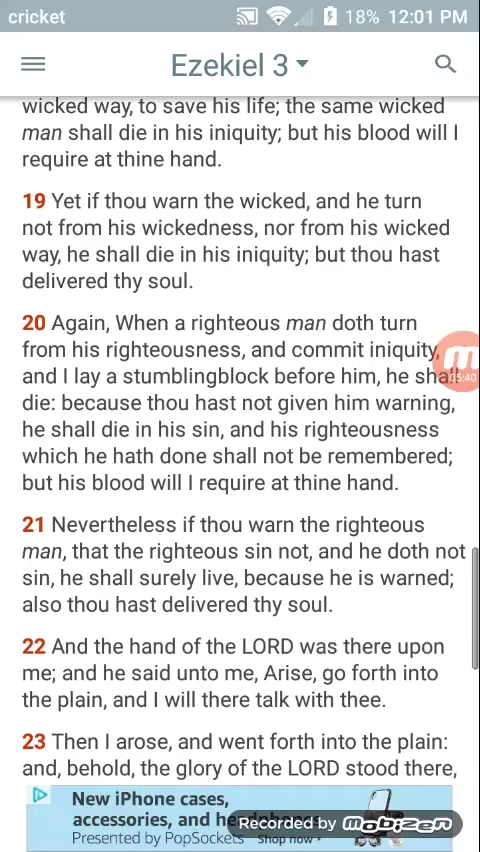 cricket 18% 12:01 PM
Ezekiel 3
wicked way, to save his life; the same wicked
man shall die in his iniquity; but his blood will I
require at thine hand.
19 Yet if thou warn the wicked, and he turn
not from his wickedness, nor from his wicked
way, he shall die in his iniquity; but thou hast
delivered thy soul.
20 Again, When a righteous man doth turn
from his righteousness, and commit iniquity,
and I lay a stumblingblock before him, he shall
die: because thou hast not given him warning,
he shall die in his sin, and his righteousness
which he hath done shall not be remembered;
but his blood will I require at thine hand.
05:40
21 Nevertheless if thou warn the righteous
man, that the righteous sin not, and he doth not
sin, he shall surely live, because he is warned;
also thou hast delivered thy soul.
22 And the hand of the LORD was there upon
me; and he said unto me, Arise, go forth into
the plain, and I will there talk with thee.
23 Then I arose, and went forth into the plain:
and, behold, the glory of the LORD stood there,
New iPhone cases,
accessories, and headphones
Presented by PopSockets Shop now
Recorded by mobizen